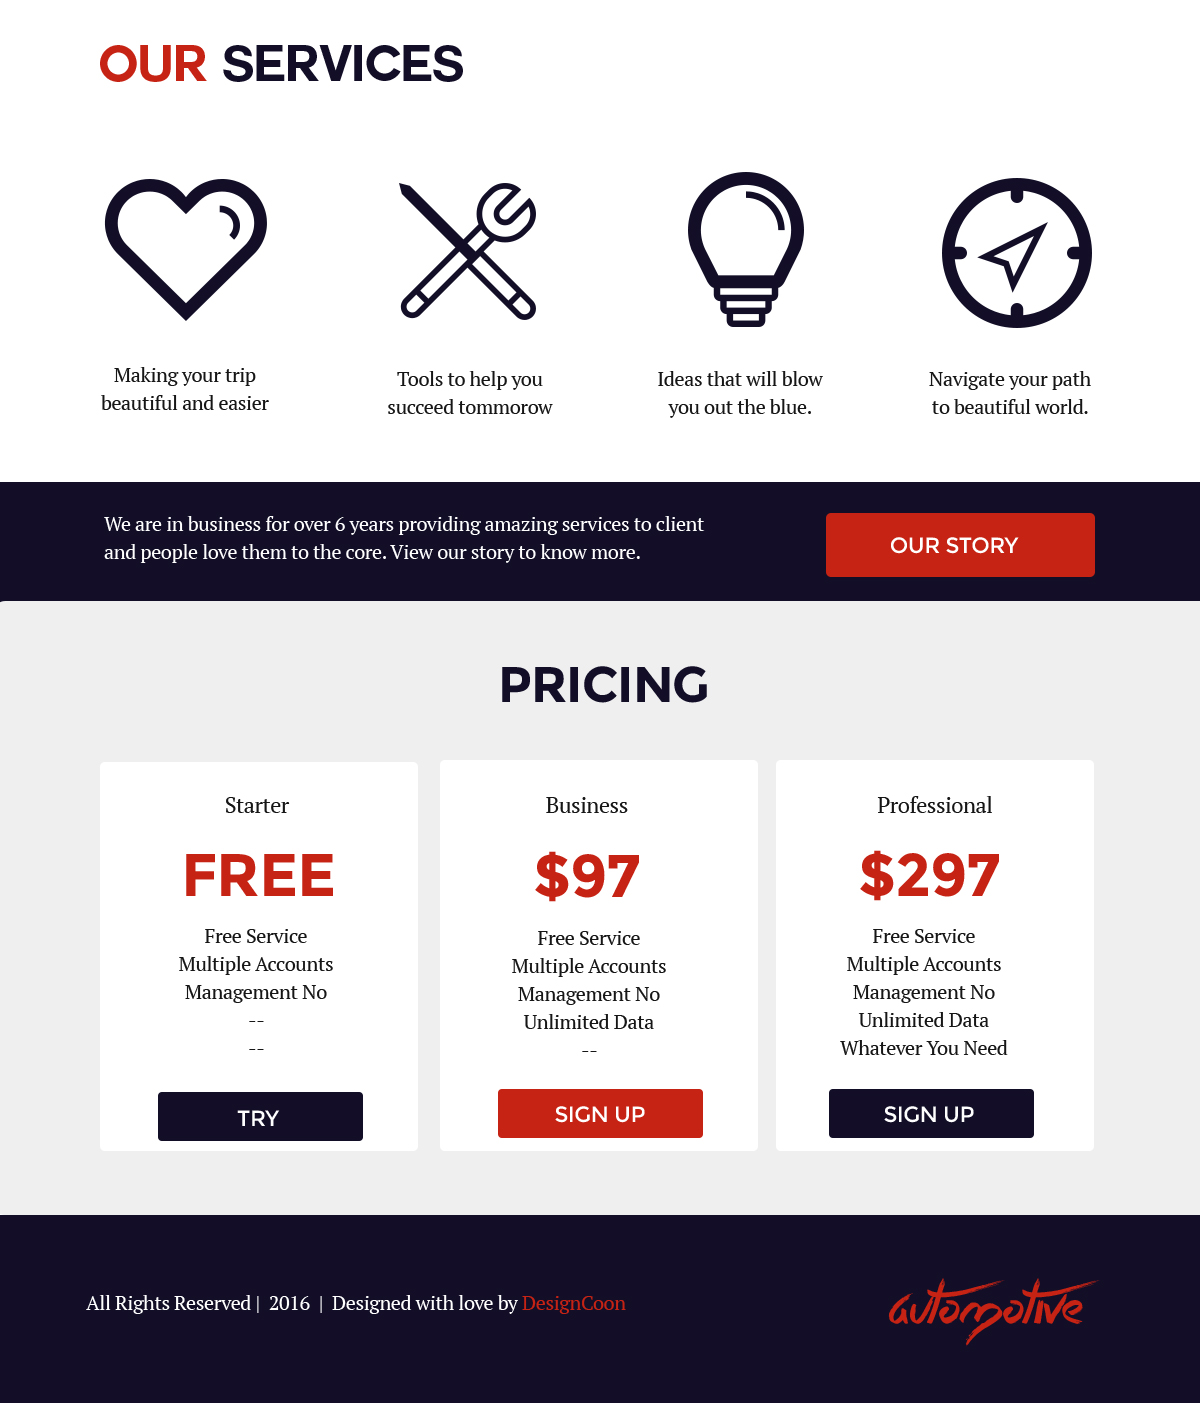 OUR SERVICES
Making your trip
beautiful and easier
Tools to help you
succeed tommorow
Ideas that will blow
you out the blue.
Navigate your path
to beautiful world.
We are in business for over 6 years providing amazing services to client
and people love them to the core. View our story to know more.
OUR STORY
PRICING
Starter
FREE
Free Service
Multiple Accounts
Management No
--
--
TRY
Business
$97
Free Service
Multiple Accounts
Management No
Unlimited Data
--
SIGN UP
Professional
$297
Free Service
Multiple Accounts
Management No
Unlimited Data
Whatever You Need
SIGN UP
All Rights Reserved | 2016 | Designed with love by DesignCoon
automotive